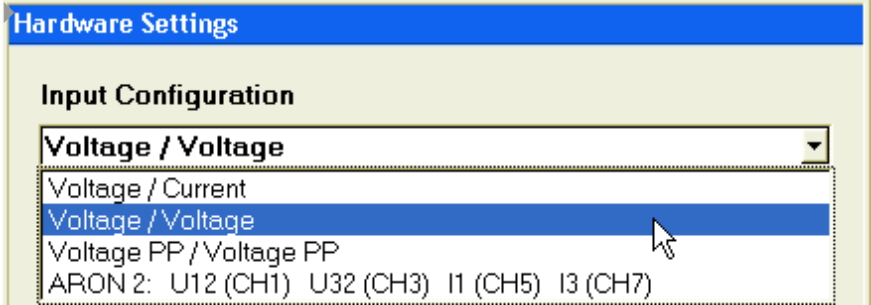 Hardware Settings
Input Configuration
Voltage / Voltage
Voltage / Current
Voltage / Voltage
Voltage PP / Voltage PP
ARON 2: U12 (CH1) U32 (CH3) I1 (CH5) I3 (CH7)